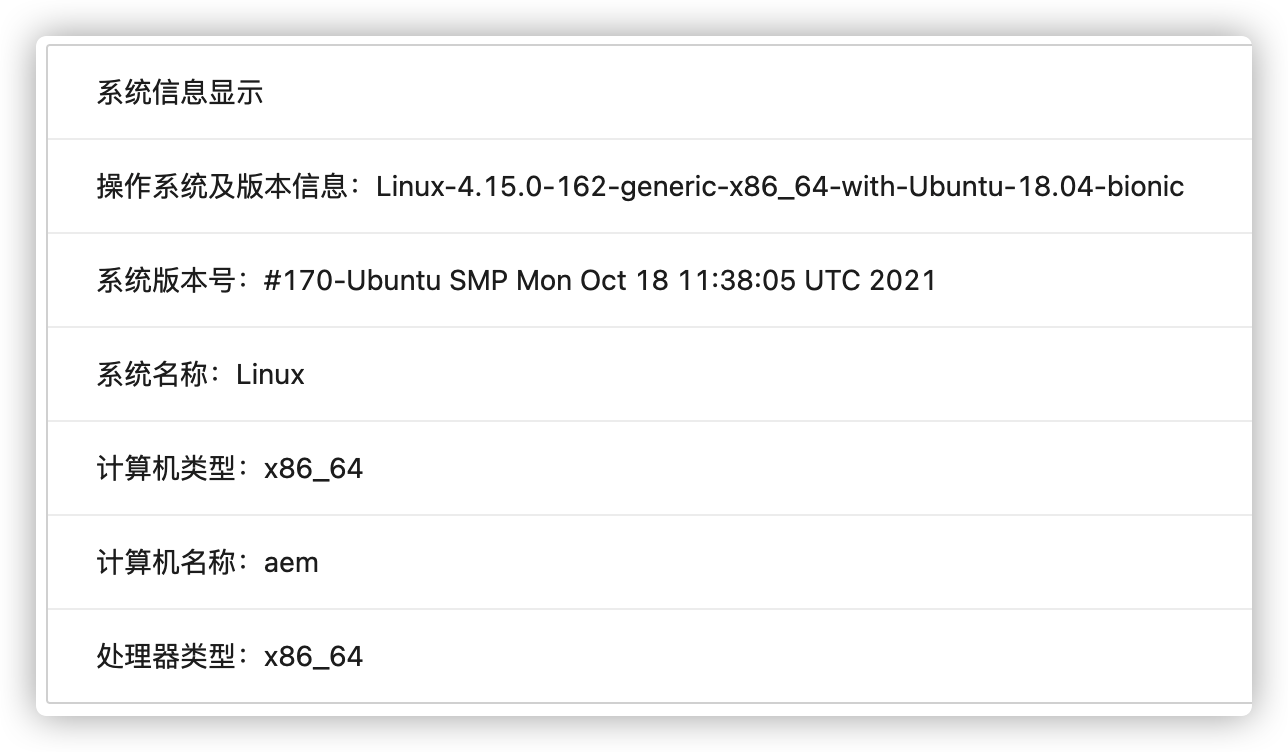 系统信息显示
操作系统及版本信息：Linux-4.15.0-162-generic-x86_64-with-Ubuntu-18.04-bionic
系统版本号：#170-Ubuntu SMP Mon Oct 18 11:38:05 UTC 2021
系统名称：Linux
计算机类型：x86_64
计算机名称：aem
处理器类型：x86_64